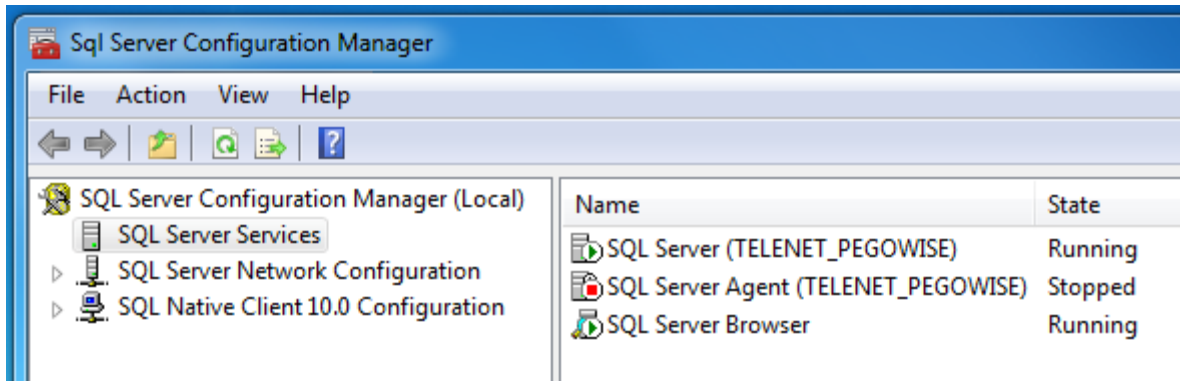 Sql Server Configuration Manager
File Action View Help
SQL Server Configuration Manager (Local)
SQL Server Services
SQL Server Network Configuration
SQL Native Client 10.0 Configuration
Name State
SQL Server (TELENET_PEGOWISE) Running
SQL Server Agent (TELENET_PEGOWISE) Stopped
SQL Server Browser Running